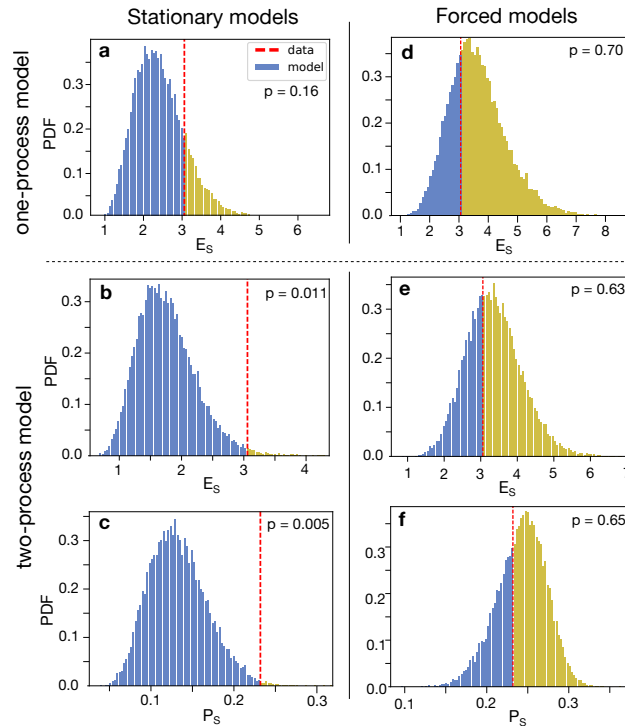 Stationary models
Forced models
one-process model
two-process model
a
data
model
p = 0.16
PDF
0.3
0.2
0.1
0.0
1 2 3 4 5 6
E_S
d
p = 0.70
0.3
0.2
0.1
0.0
1 2 3 4 5 6 7 8
E_S
b
p = 0.011
PDF
0.3
0.2
0.1
0.0
1 2 3 4
E_S
e
p = 0.63
0.3
0.2
0.1
0.0
1 2 3 4 5 6 7
E_S
c
p = 0.005
PDF
0.3
0.2
0.1
0.0
0.1 0.2 0.3
P_S
f
p = 0.65
0.3
0.2
0.1
0.0
0.1 0.2 0.3
P_S